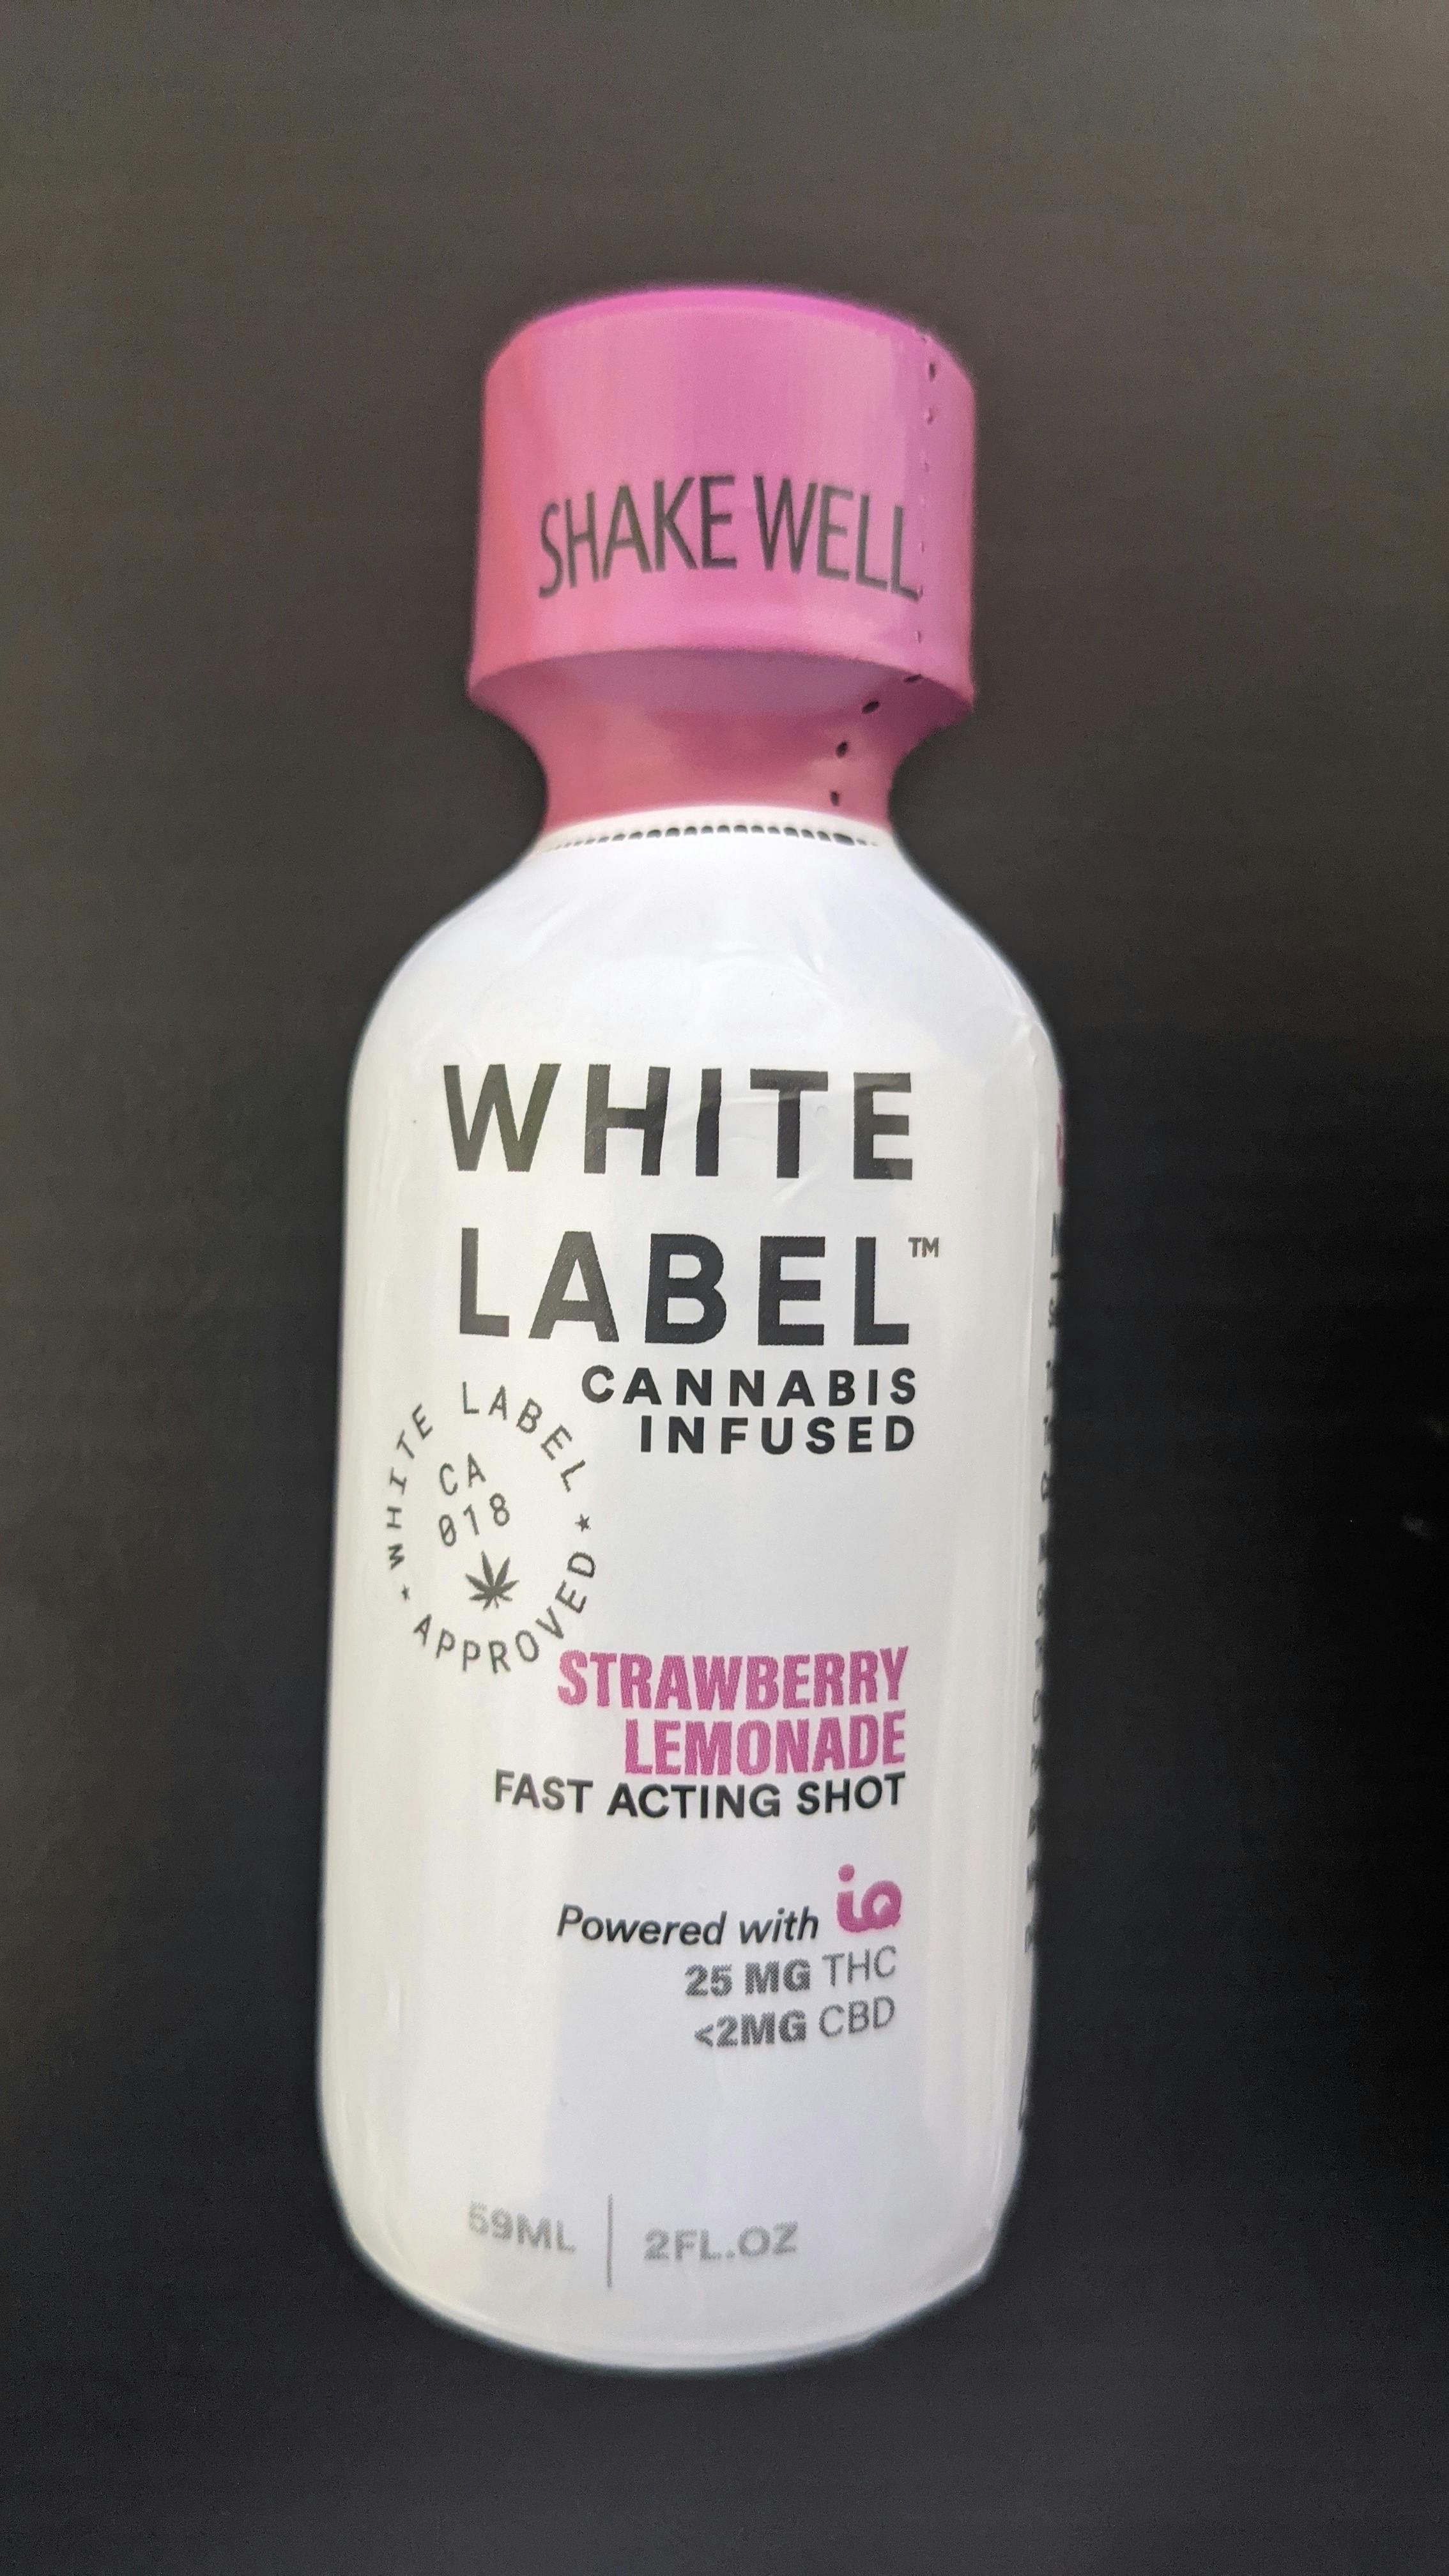 SHAKE WELL
WHITE
LABEL™
CANNABIS
INFUSED
WHITE LABEL
CA
018
★ APPROVED ★
STRAWBERRY
LEMONADE
FAST ACTING SHOT
Powered with iQ
25 MG THC
<2MG CBD
59ML | 2FL.OZ